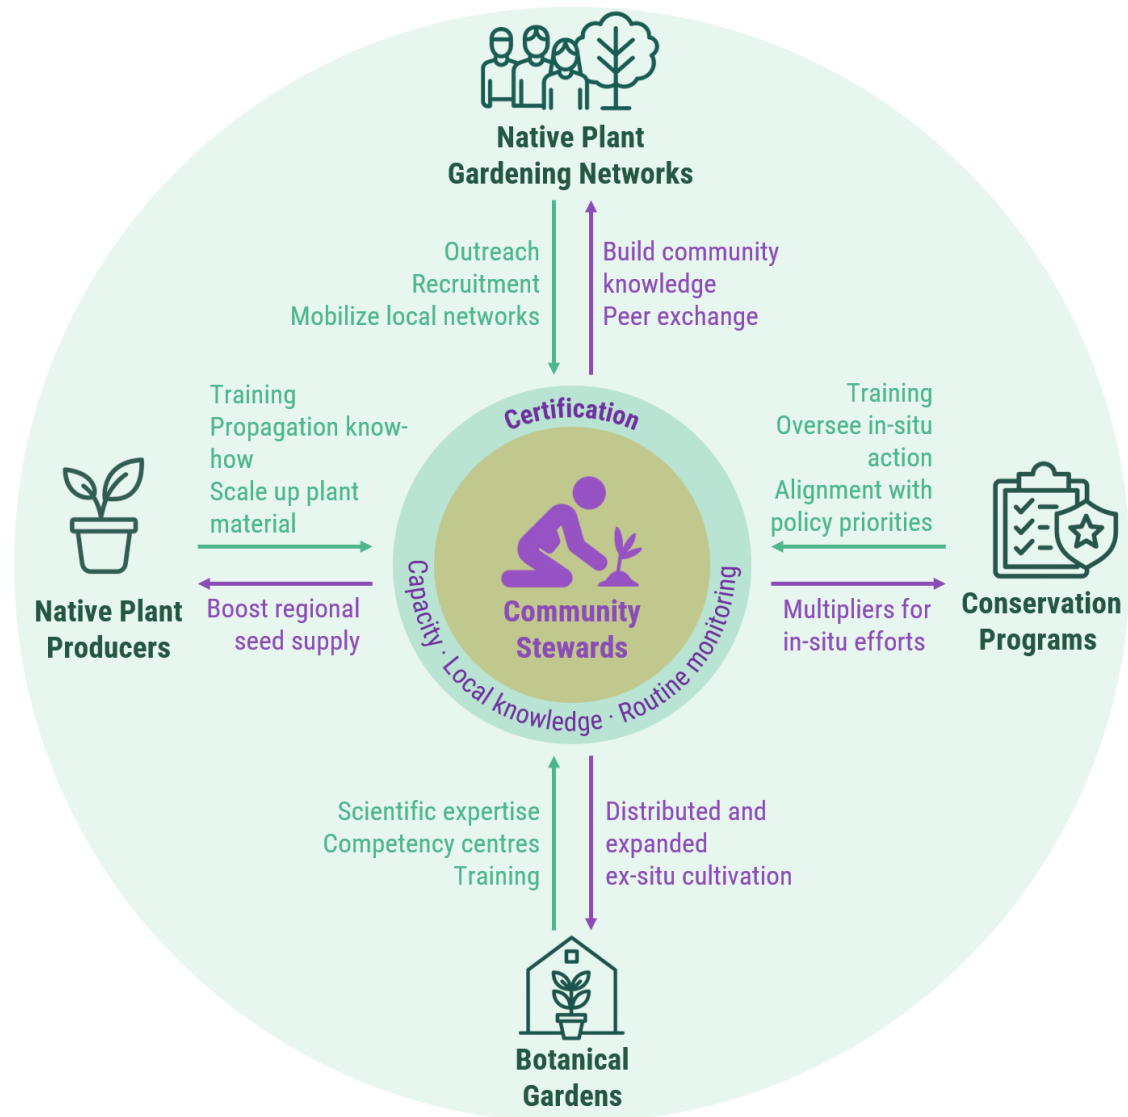 Native Plant
Gardening Networks
Outreach
Recruitment
Mobilize local networks
Build community
knowledge
Peer exchange
Training
Propagation know-
how
Scale up plant
material
Training
Oversee in-situ
action
Alignment with
policy priorities
Certification
Community
Stewards
Capacity · Local knowledge · Routine monitoring
Native Plant
Producers
Boost regional
seed supply
Multipliers for
in-situ efforts
Conservation
Programs
Scientific expertise
Competency centres
Training
Distributed and
expanded
ex-situ cultivation
Botanical
Gardens